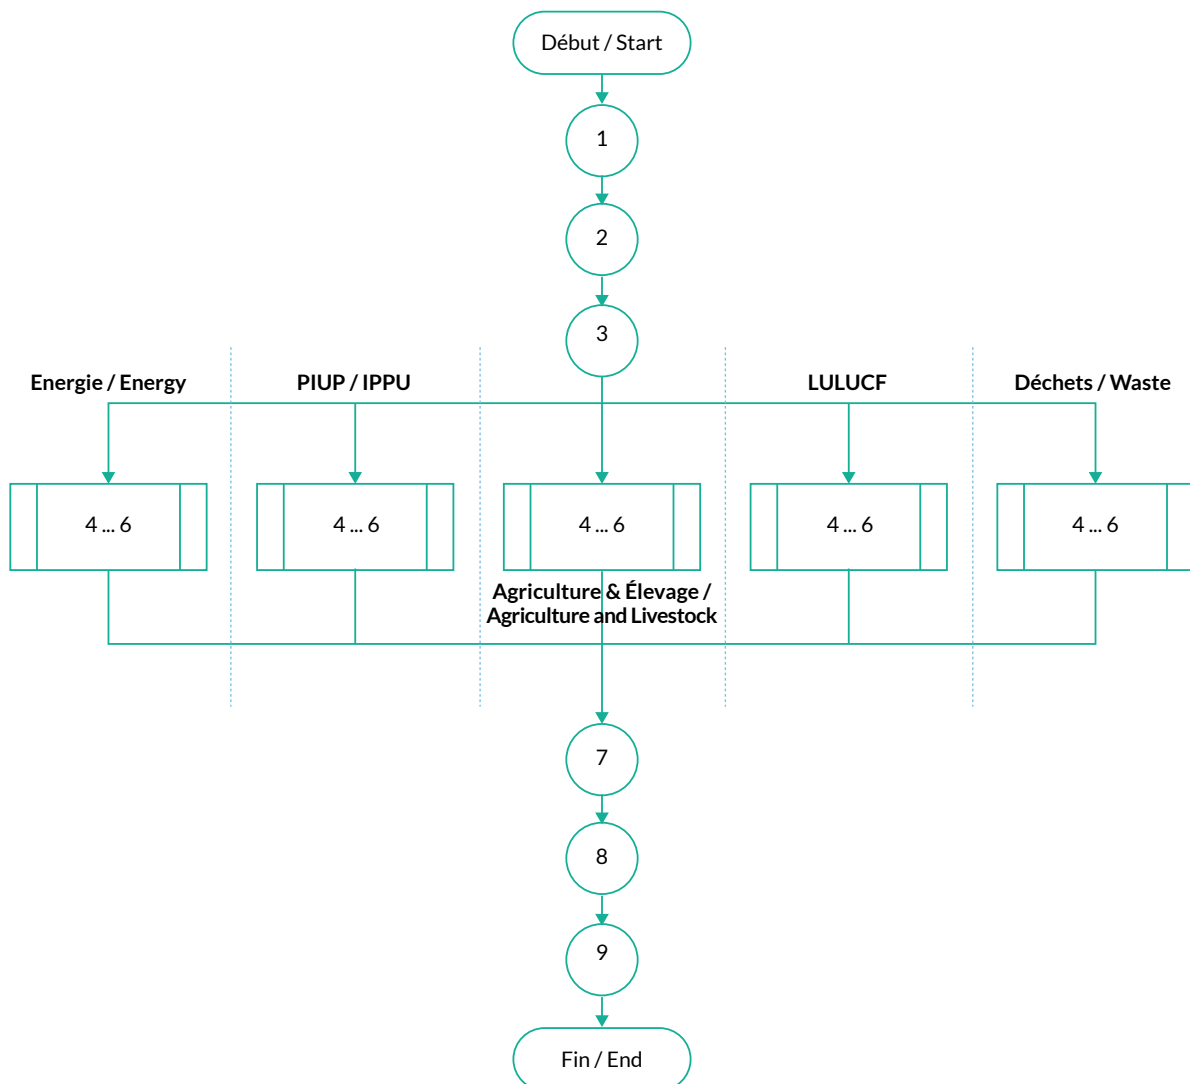 Début / Start
1
2
3
Energie / Energy
PIUP / IPPU
LULUCF
Déchets / Waste
4 ... 6
4 ... 6
4 ... 6
4 ... 6
4 ... 6
Agriculture & Élevage /
Agriculture and Livestock
7
8
9
Fin / End